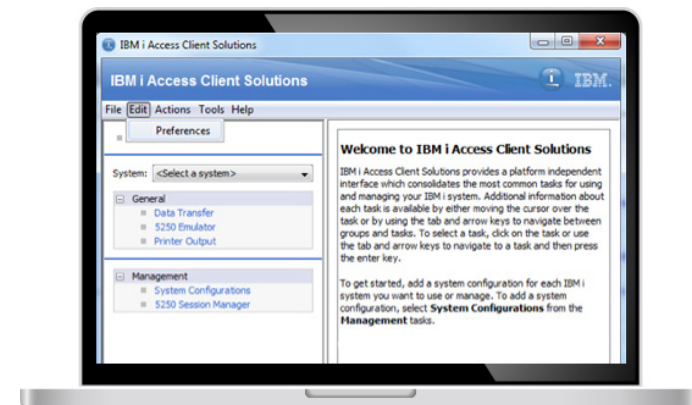 IBM i Access Client Solutions
IBM i Access Client Solutions
IBM.
File Edit Actions Tools Help
Preferences
System: <Select a system>
General
Data Transfer
5250 Emulator
Printer Output
Management
System Configurations
5250 Session Manager
Welcome to IBM i Access Client Solutions
IBM i Access Client Solutions provides a platform independent
interface which consolidates the most common tasks for using
and managing your IBM i system. Additional information about
each task is available by either moving the cursor over the
task or by using the tab and arrow keys to navigate between
groups and tasks. To select a task, click on the task or use
the tab and arrow keys to navigate to a task and then press
the enter key.
To get started, add a system configuration for each IBM i
system you want to use or manage. To add a system
configuration, select System Configurations from the
Management tasks.